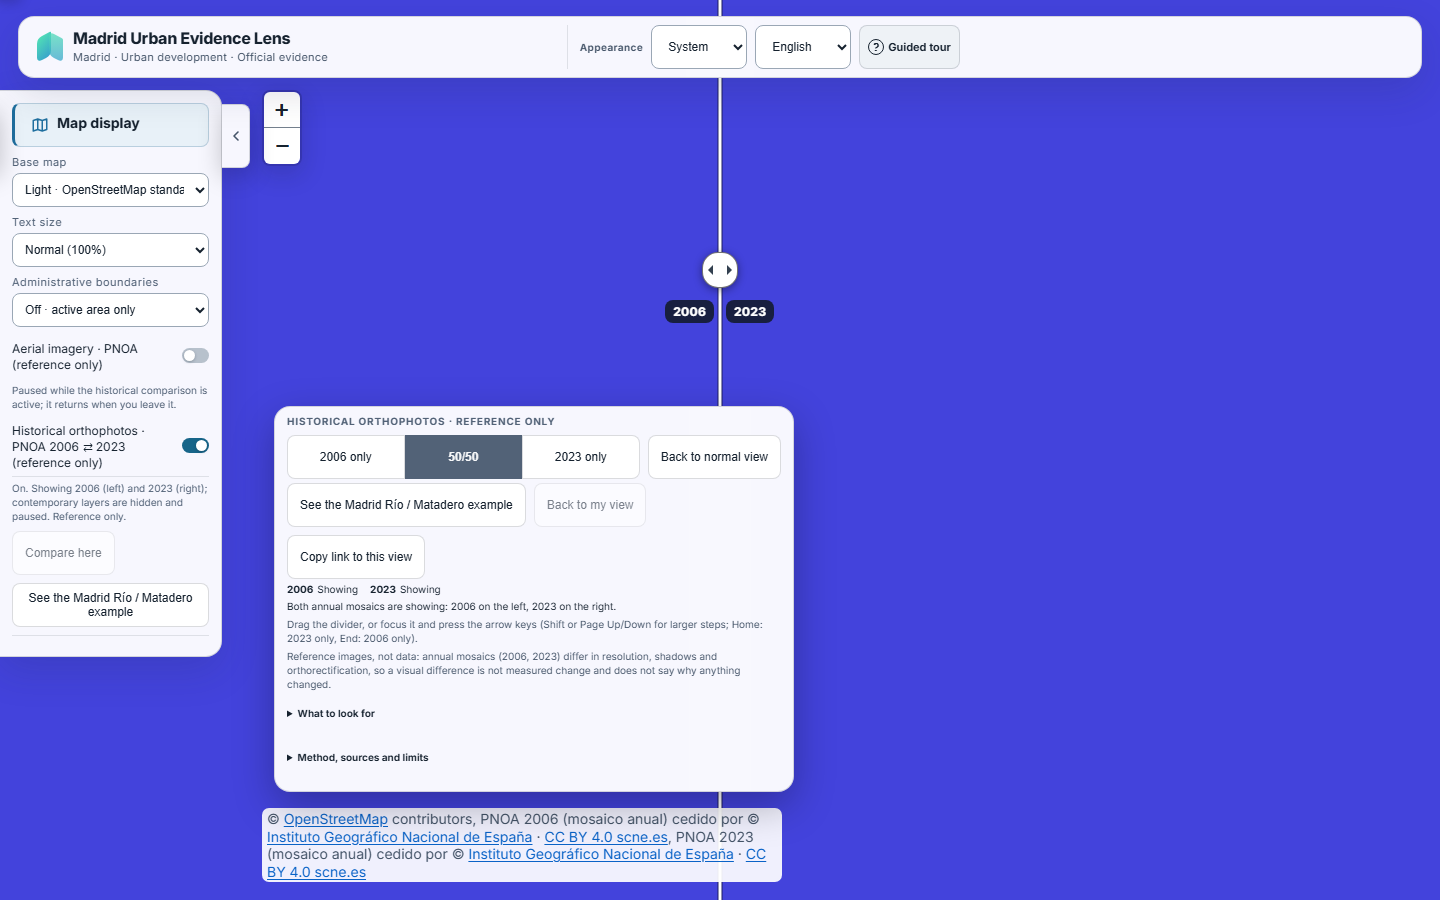 Madrid Urban Evidence Lens
Madrid · Urban development · Official evidence
Appearance
System
English
Guided tour
Map display
Base map
Light · OpenStreetMap standa
Text size
Normal (100%)
Administrative boundaries
Off · active area only
Aerial imagery · PNOA
(reference only)
Paused while the historical comparison is
active; it returns when you leave it.
Historical orthophotos ·
PNOA 2006 ⇄ 2023
(reference only)
On. Showing 2006 (left) and 2023 (right);
contemporary layers are hidden and
paused. Reference only.
Compare here
See the Madrid Río / Matadero
example
+
−
2006
2023
HISTORICAL ORTHOPHOTOS · REFERENCE ONLY
2006 only
50/50
2023 only
Back to normal view
See the Madrid Río / Matadero example
Back to my view
Copy link to this view
2006 Showing 2023 Showing
Both annual mosaics are showing: 2006 on the left, 2023 on the right.
Drag the divider, or focus it and press the arrow keys (Shift or Page Up/Down for larger steps; Home:
2023 only, End: 2006 only).
Reference images, not data: annual mosaics (2006, 2023) differ in resolution, shadows and
orthorectification, so a visual difference is not measured change and does not say why anything
changed.
What to look for
Method, sources and limits
© OpenStreetMap contributors, PNOA 2006 (mosaico anual) cedido por ©
Instituto Geográfico Nacional de España · CC BY 4.0 scne.es, PNOA 2023
(mosaico anual) cedido por © Instituto Geográfico Nacional de España · CC
BY 4.0 scne.es